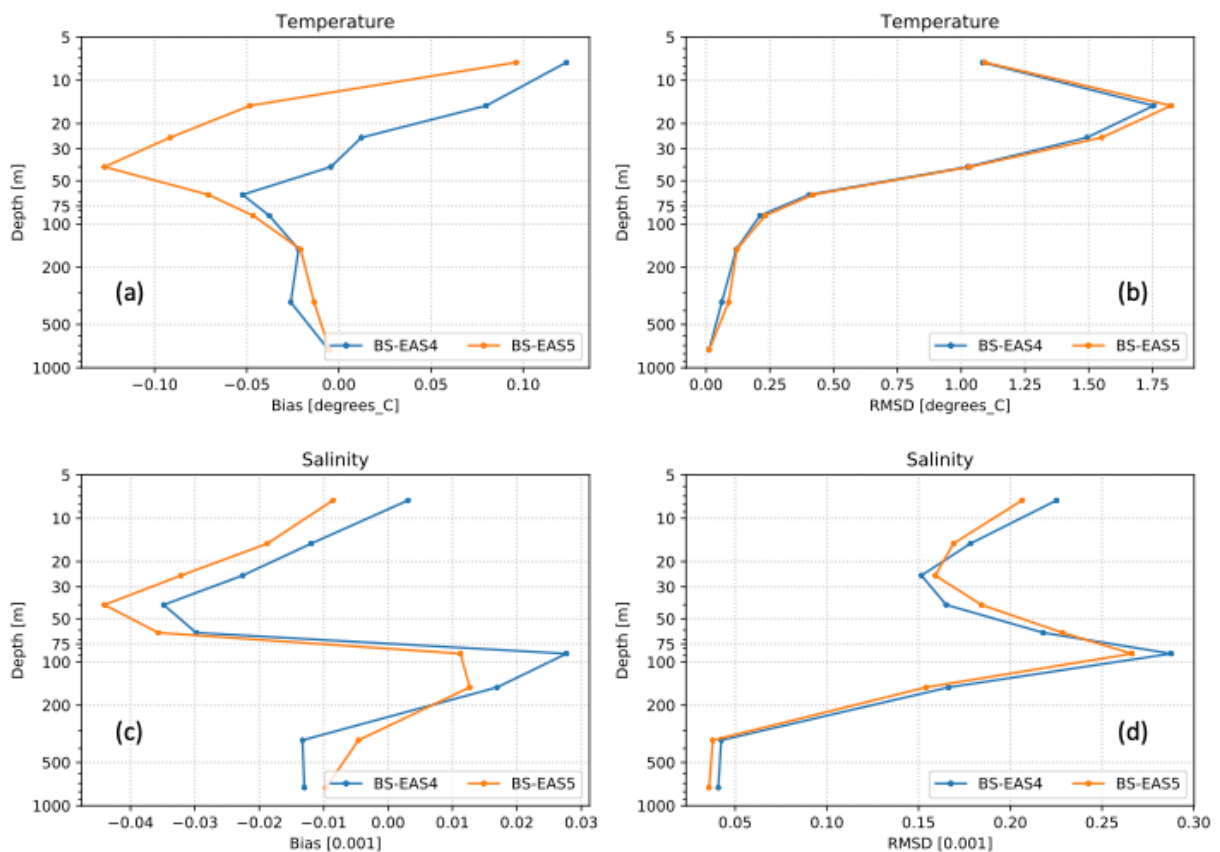 Temperature
5
10
20
30
50
75
100
200
500
1000
Depth [m]
(a)
BS-EAS4
BS-EAS5
−0.10 −0.05 0.00 0.05 0.10
Bias [degrees_C]
Temperature
5
10
20
30
50
75
100
200
500
1000
Depth [m]
(b)
BS-EAS4
BS-EAS5
0.00 0.25 0.50 0.75 1.00 1.25 1.50 1.75
RMSD [degrees_C]
Salinity
5
10
20
30
50
75
100
200
500
1000
Depth [m]
(c)
BS-EAS4
BS-EAS5
−0.04 −0.03 −0.02 −0.01 0.00 0.01 0.02 0.03
Bias [0.001]
Salinity
5
10
20
30
50
75
100
200
500
1000
Depth [m]
(d)
BS-EAS4
BS-EAS5
0.05 0.10 0.15 0.20 0.25 0.30
RMSD [0.001]